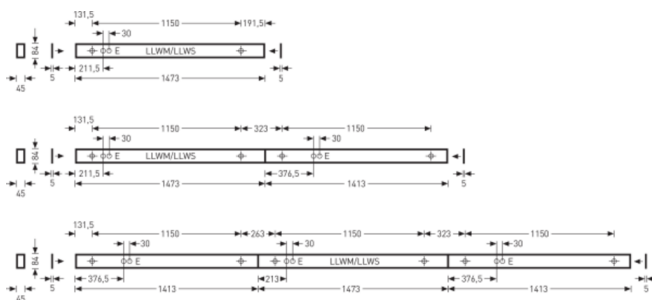 131,5 1150 191,5
30
84 E LLWM/LLWS
211,5
5 1473 5
45
131,5 1150 323 1150
30 30
84 E LLWM/LLWS E
211,5 376,5
5 1473 1413 5
45
131,5 1150 263 1150 323 1150
30 30 30
84 E E LLWM/LLWS E
376,5 213 376,5
5 1413 1473 1413 5
45